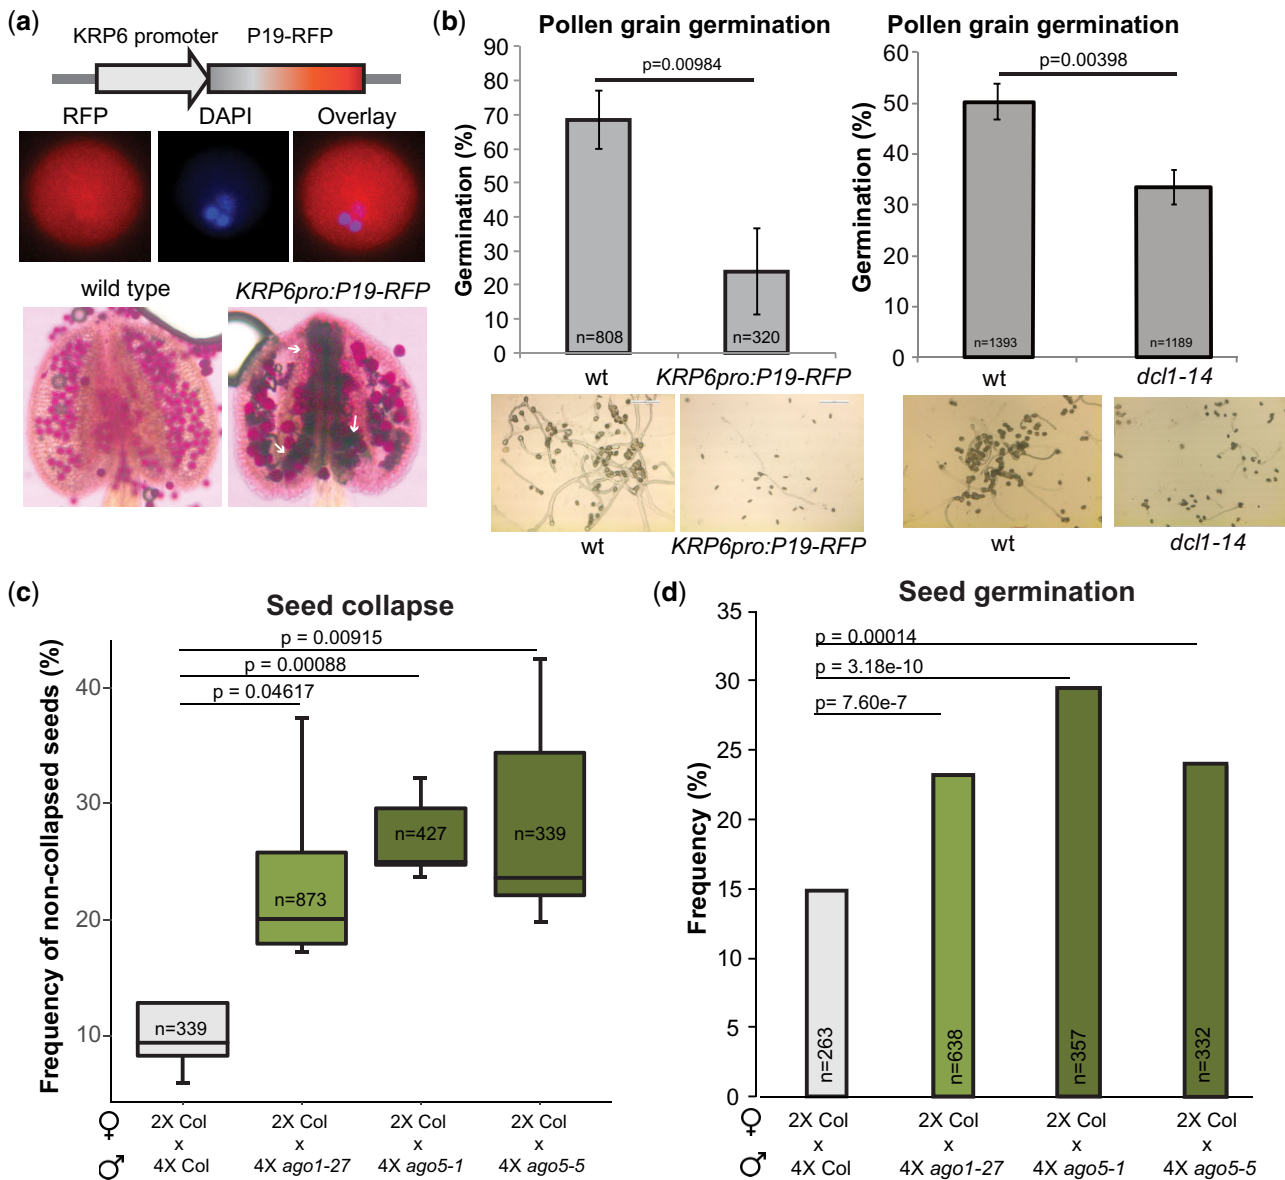 (a)
KRP6 promoter P19-RFP
RFP DAPI Overlay
wild type KRP6pro:P19-RFP
(b)
Pollen grain germination
Germination (%)
90
80
70
60
50
40
30
20
10
0
p=0.00984
n=808 n=320
wt KRP6pro:P19-RFP
wt KRP6pro:P19-RFP
Pollen grain germination
Germination (%)
60
50
40
30
20
10
0
p=0.00398
n=1393 n=1189
wt dcl1-14
wt dcl1-14
(c)
Seed collapse
Frequency of non-collapsed seeds (%)
40
30
20
10
p = 0.00915
p = 0.00088
p = 0.04617
n=339 n=873 n=427 n=339
♀ 2X Col 2X Col 2X Col 2X Col
x x x x
♂ 4X Col 4X ago1-27 4X ago5-1 4X ago5-5
(d)
Seed germination
Frequency (%)
35
30
25
20
15
10
5
0
p = 0.00014
p = 3.18e-10
p= 7.60e-7
n=263 n=638 n=357 n=332
♀ 2X Col 2X Col 2X Col 2X Col
x x x x
♂ 4X Col 4X ago1-27 4X ago5-1 4X ago5-5